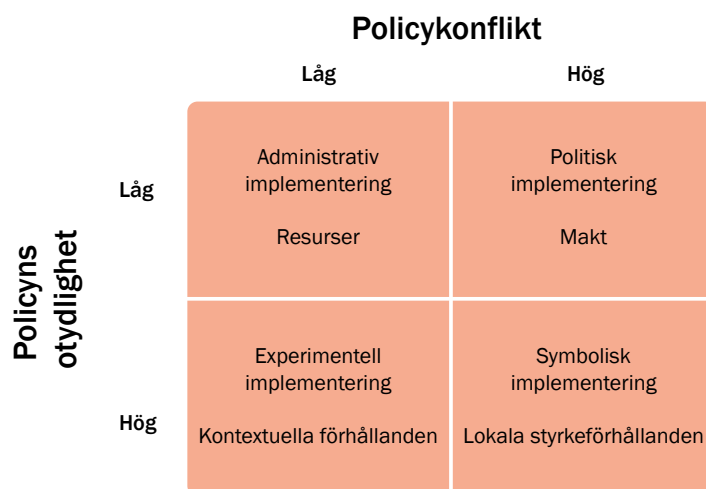 Policykonflikt
Låg
Hög
Policyns
otydlighet
Låg
Administrativ
implementering
Resurser
Politisk
implementering
Makt
Hög
Experimentell
implementering
Kontextuella förhållanden
Symbolisk
implementering
Lokala styrkeförhållanden